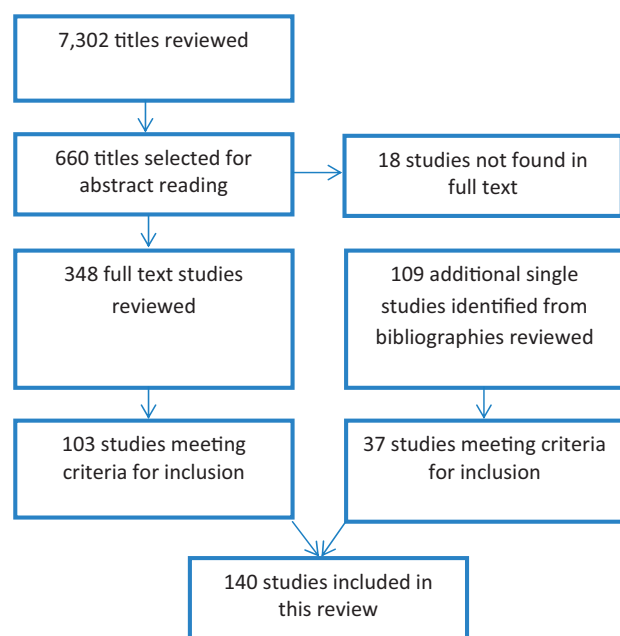 7,302 titles reviewed
660 titles selected for
abstract reading
18 studies not found in
full text
348 full text studies
reviewed
109 additional single
studies identified from
bibliographies reviewed
103 studies meeting
criteria for inclusion
37 studies meeting criteria
for inclusion
140 studies included in
this review